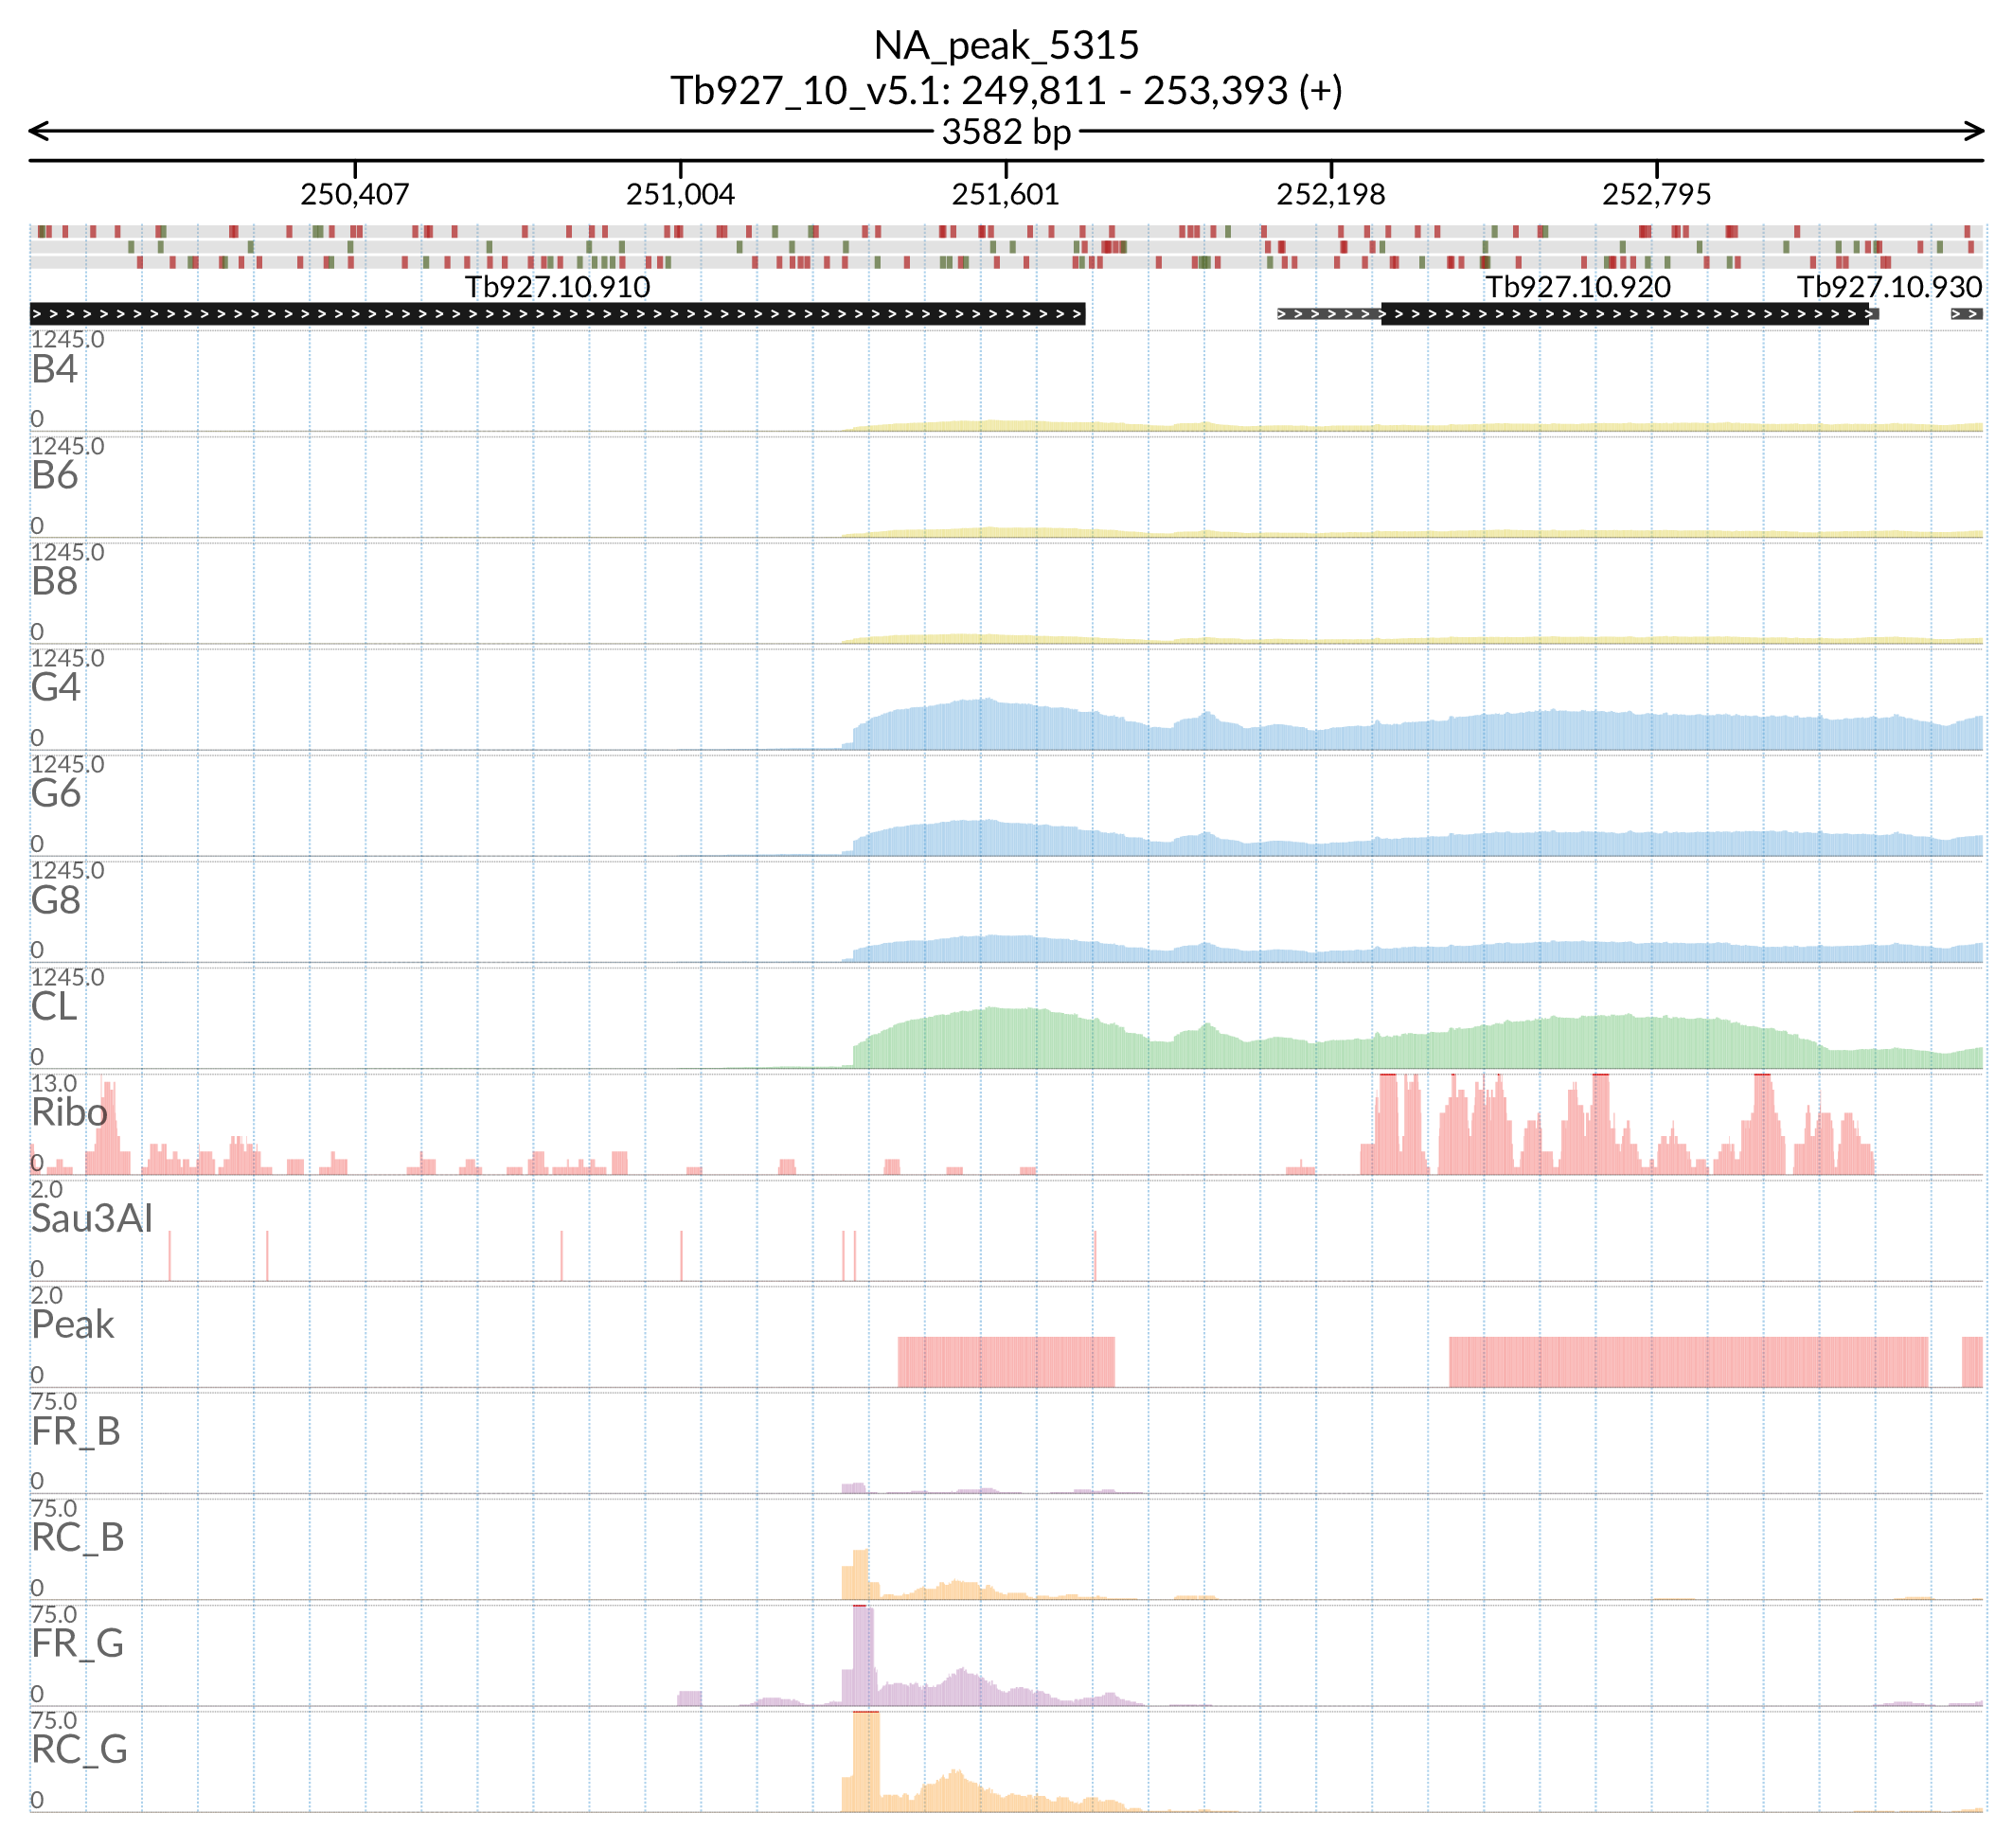 NA_peak_5315
Tb927_10_v5.1: 249,811 - 253,393 (+)
3582 bp
250,407 251,004 251,601 252,198 252,795
Tb927.10.910 Tb927.10.920 Tb927.10.930
1245.0
B4
0
1245.0
B6
0
1245.0
B8
0
1245.0
G4
0
1245.0
G6
0
1245.0
G8
0
1245.0
CL
0
13.0
Ribo
0
2.0
Sau3AI
0
2.0
Peak
0
75.0
FR_B
0
75.0
RC_B
0
75.0
FR_G
0
75.0
RC_G
0